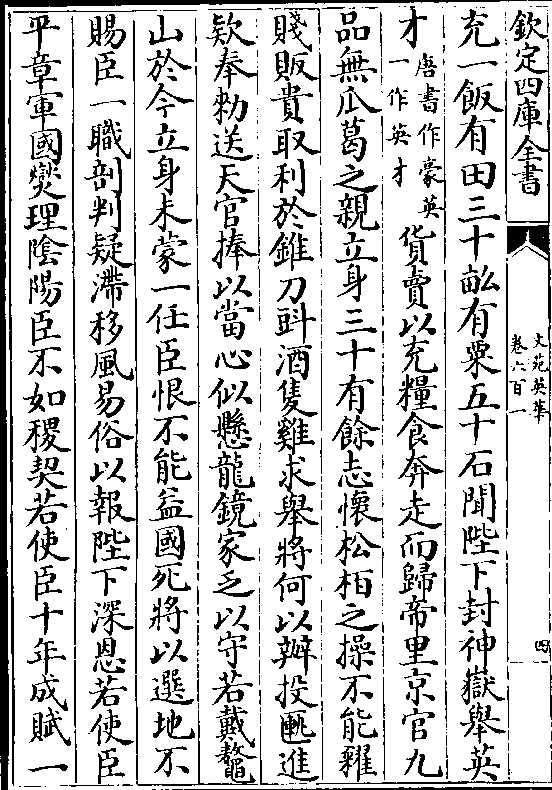 欽定四庫全書
文苑英華
卷六百一
四
充一飯有田三十畝有粟五十石聞陛下封神嶽舉英
才唐書作豪英一作英才貨賣以充糧食奔走而歸帝里京官九
品無瓜葛之親立身三十有餘志懷松柏之操不能糶
賤販貴取利於錐刀㪷酒隻雞求舉將何以辦投匭進
欵奉勑送天官捧以當心似懸龍鏡家乏以守若戴鼇
山於今立身未蒙一任臣恨不能益國死將以選地不
賜臣一職剖判疑滯移風易俗以報陛下深恩若使臣
平章軍國燮理陰陽臣不如稷契若使臣十年成賦一